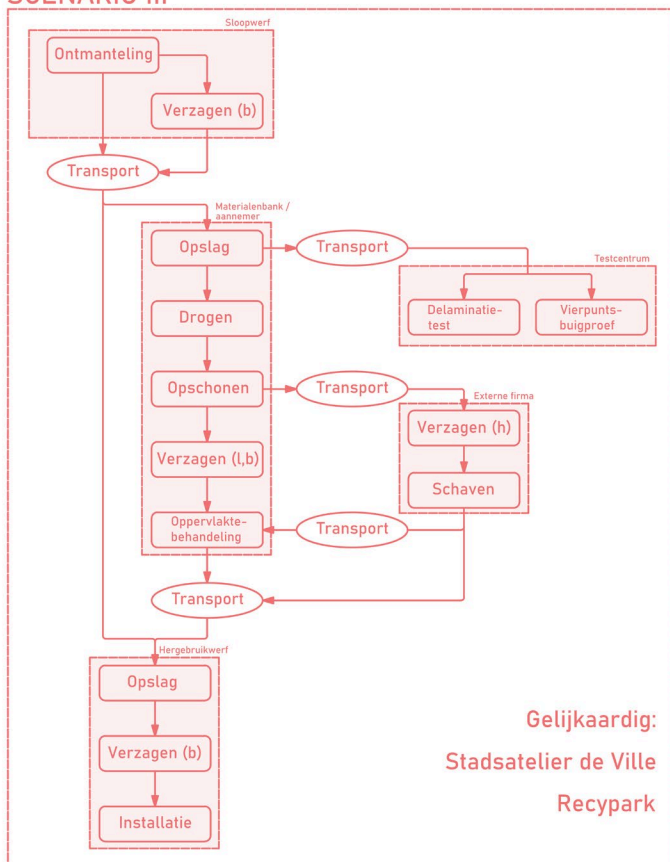 SCENARIO III
Sloopwerf
Ontmanteling
Verzagen (b)
Transport
Materialenbank /
aannemer
Opslag
Transport
Testcentrum
Delaminatie-
test
Vierpunts-
buigproef
Drogen
Opschonen
Transport
Externe firma
Verzagen (h)
Verzagen (l,b)
Schaven
Oppervlakte-
behandeling
Transport
Transport
Hergebruikwerf
Opslag
Verzagen (b)
Installatie
Gelijkaardig:
Stadsatelier de Ville
Recypark